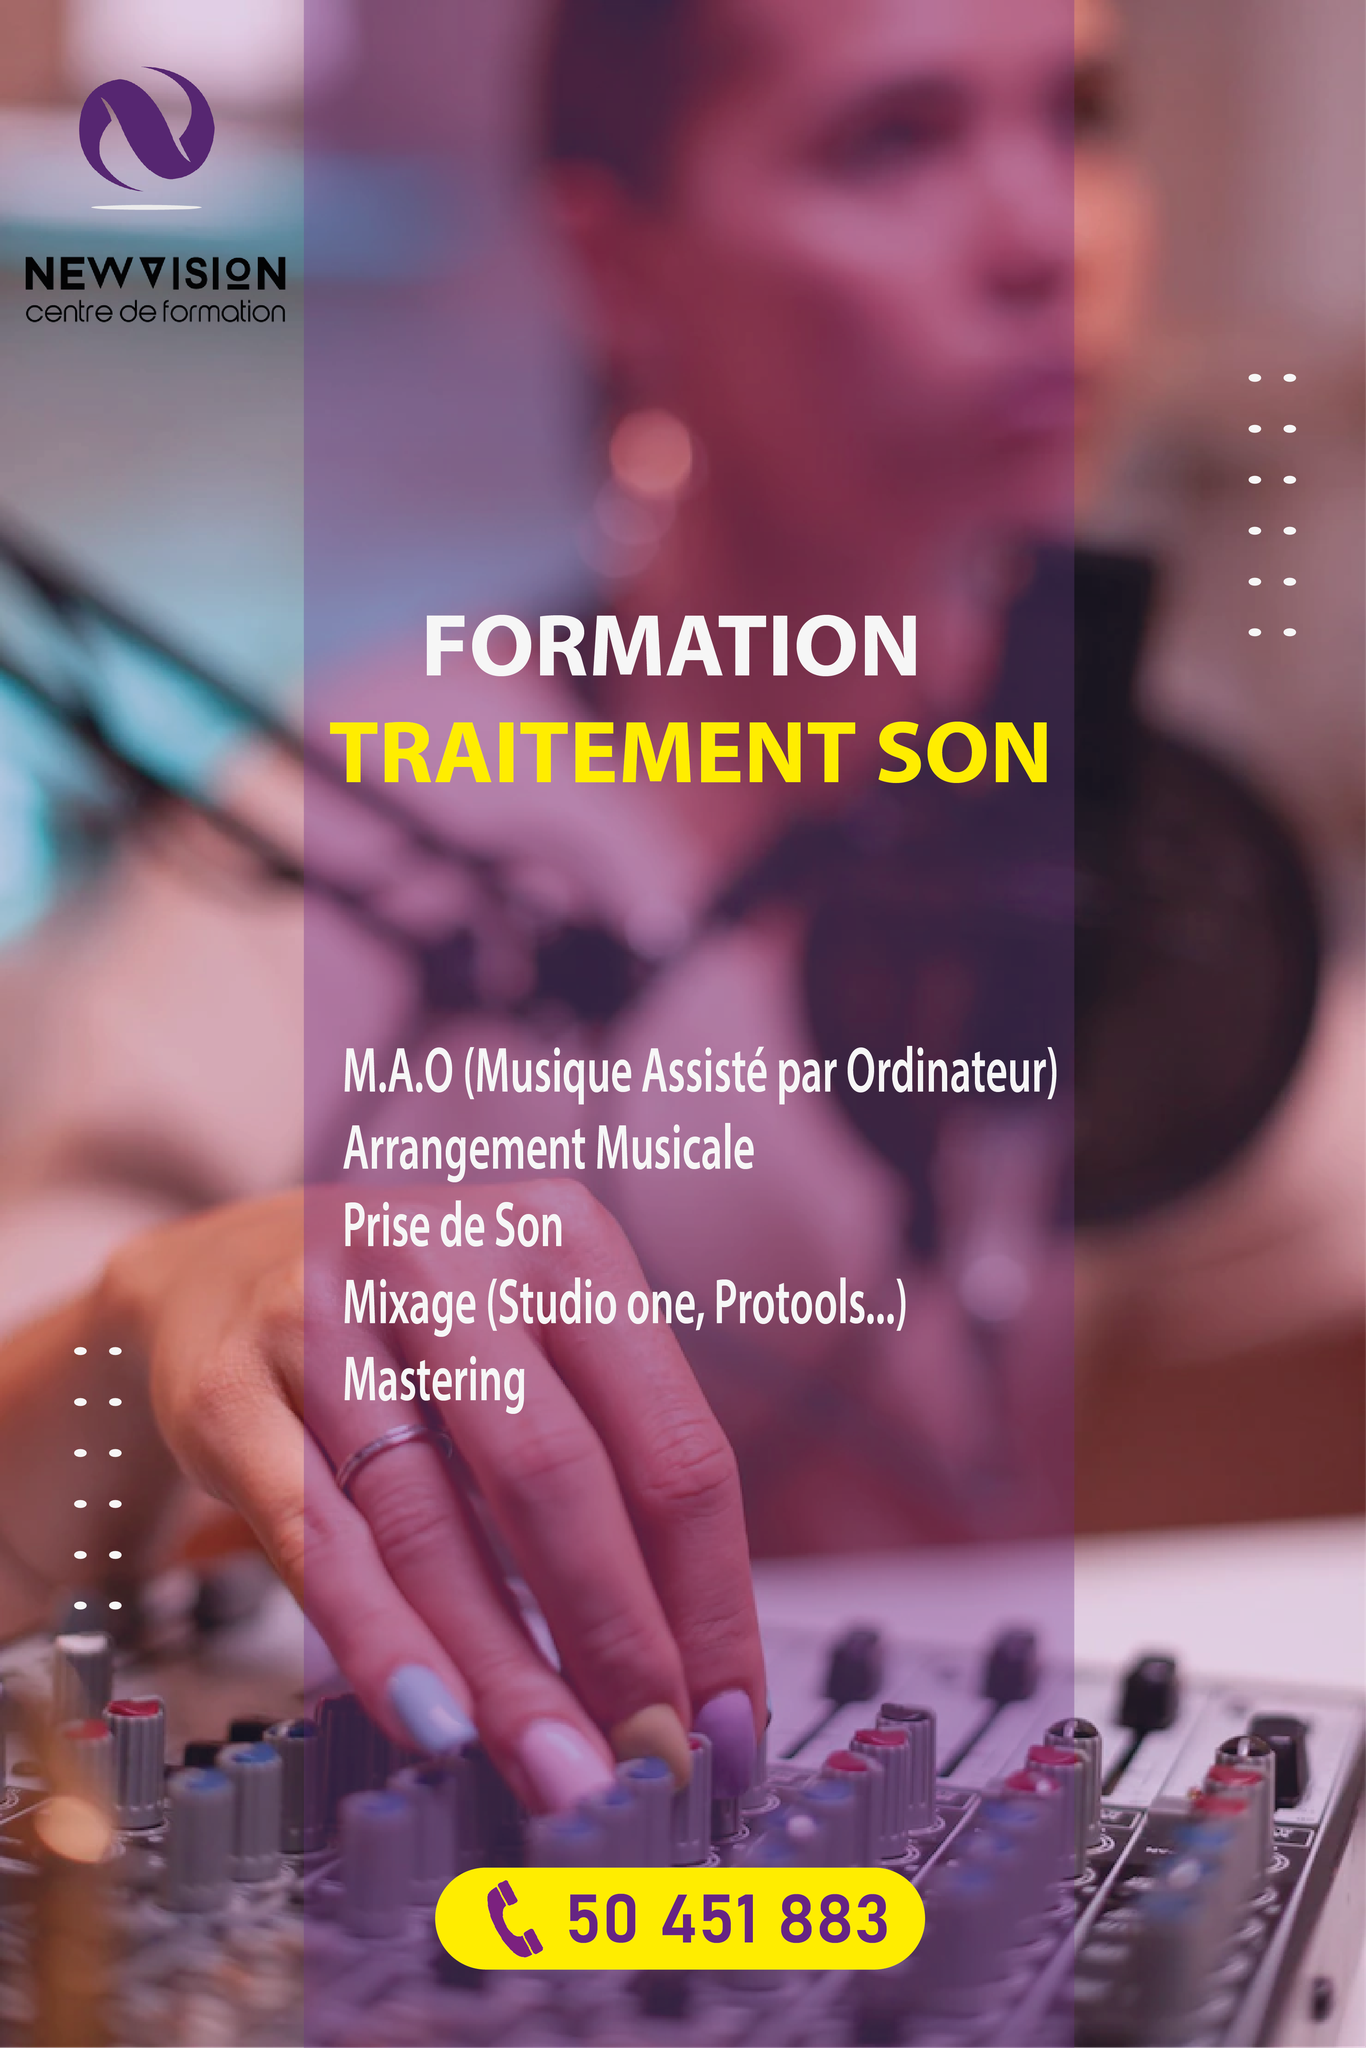 NEWVISION
centre de formation
FORMATION
TRAITEMENT SON
M.A.O (Musique Assisté par Ordinateur)
Arrangement Musicale
Prise de Son
Mixage (Studio one, Protools...)
Mastering
50 451 883